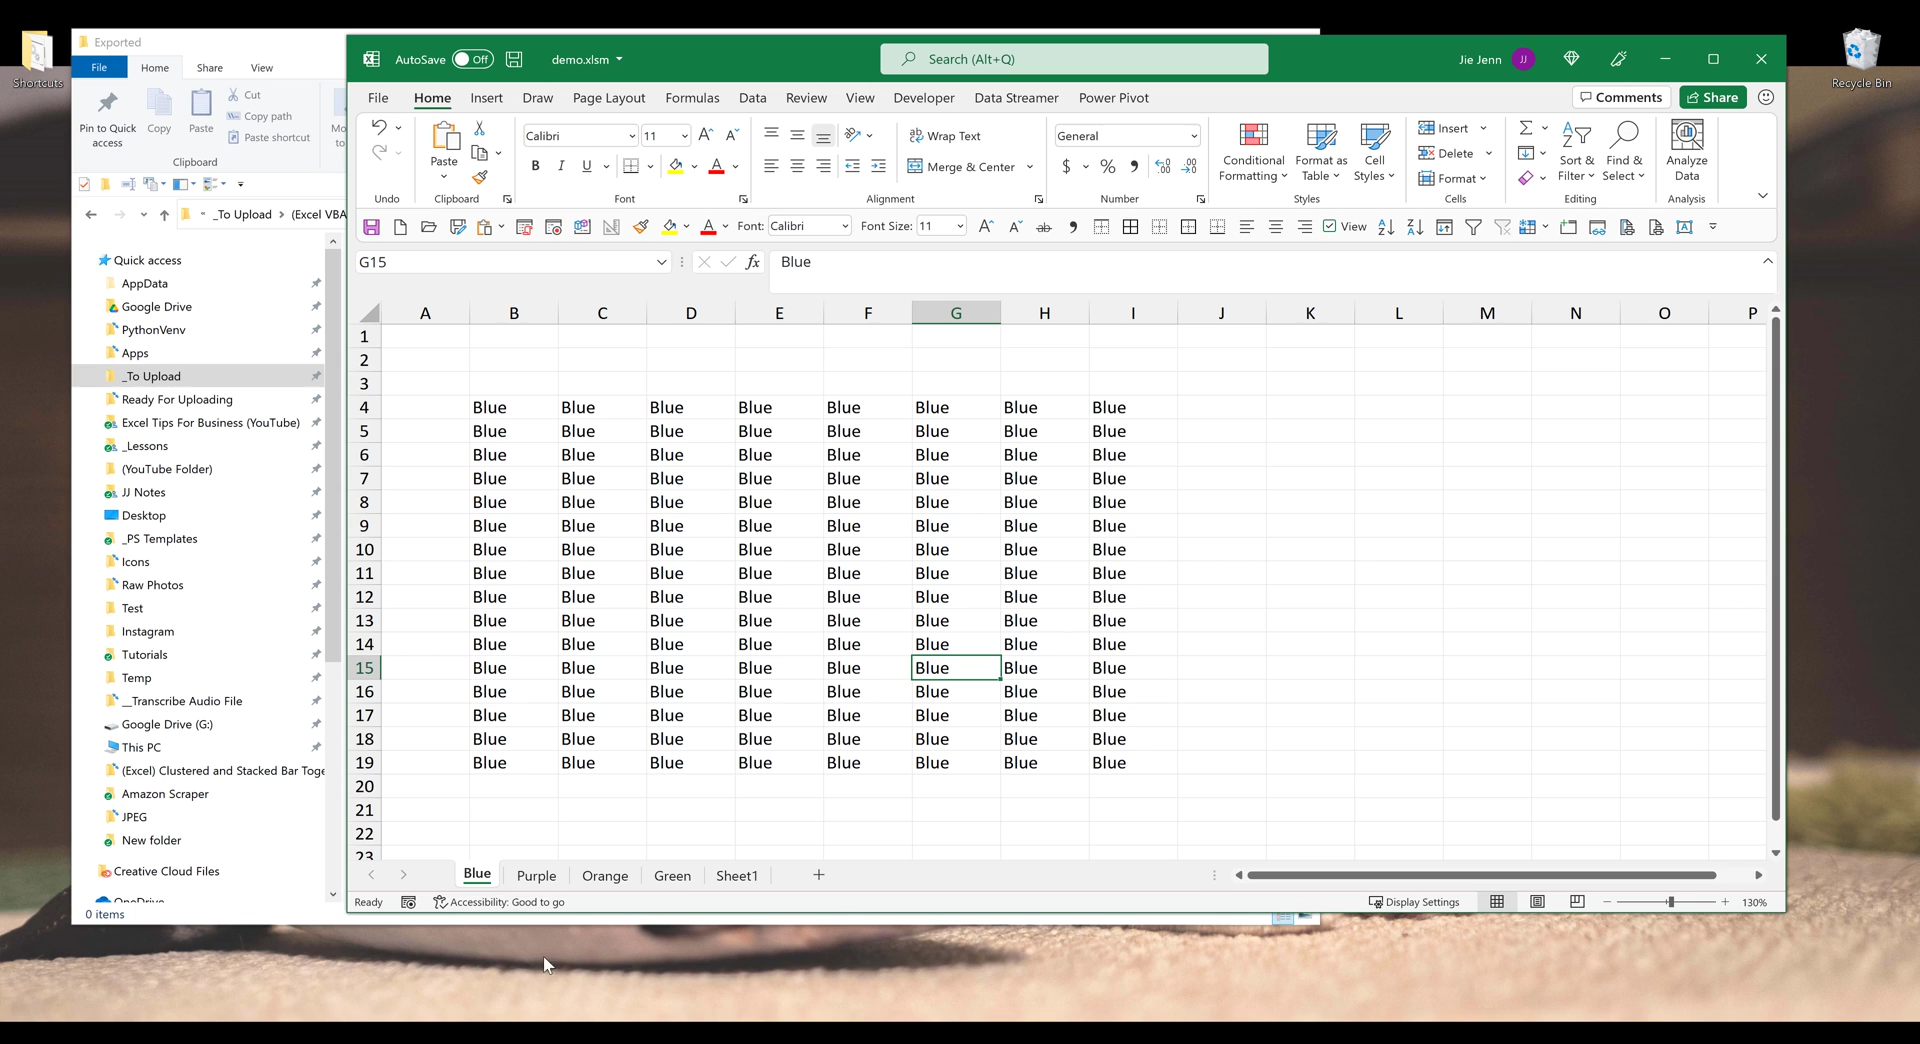 Shortcuts
Recycle Bin
Exported
File Home Share View
Pin to Quick access
Copy
Paste
Cut
Copy path
Paste shortcut
Mo
to
Clipboard
« _To Upload > (Excel VBA
Quick access
AppData
Google Drive
PythonVenv
Apps
_To Upload
Ready For Uploading
Excel Tips For Business (YouTube)
_Lessons
(YouTube Folder)
JJ Notes
Desktop
_PS Templates
Icons
Raw Photos
Test
Instagram
Tutorials
Temp
__Transcribe Audio File
Google Drive (G:)
This PC
(Excel) Clustered and Stacked Bar Toge
Amazon Scraper
JPEG
New folder
Creative Cloud Files
OneDrive
0 items
AutoSave Off demo.xlsm Search (Alt+Q) Jie Jenn JJ
File Home Insert Draw Page Layout Formulas Data Review View Developer Data Streamer Power Pivot Comments Share
Undo
Paste
Clipboard
Calibri 11
B I U
Font
Wrap Text
Merge & Center
Alignment
General
$ % ,
Number
Conditional Formatting
Format as Table
Cell Styles
Styles
Insert
Delete
Format
Cells
Sort & Filter
Find & Select
Editing
Analyze Data
Analysis
Font: Calibri Font Size: 11 View
G15 fx Blue
A B C D E F G H I J K L M N O P
1
2
3
4 Blue Blue Blue Blue Blue Blue Blue Blue
5 Blue Blue Blue Blue Blue Blue Blue Blue
6 Blue Blue Blue Blue Blue Blue Blue Blue
7 Blue Blue Blue Blue Blue Blue Blue Blue
8 Blue Blue Blue Blue Blue Blue Blue Blue
9 Blue Blue Blue Blue Blue Blue Blue Blue
10 Blue Blue Blue Blue Blue Blue Blue Blue
11 Blue Blue Blue Blue Blue Blue Blue Blue
12 Blue Blue Blue Blue Blue Blue Blue Blue
13 Blue Blue Blue Blue Blue Blue Blue Blue
14 Blue Blue Blue Blue Blue Blue Blue Blue
15 Blue Blue Blue Blue Blue Blue Blue Blue
16 Blue Blue Blue Blue Blue Blue Blue Blue
17 Blue Blue Blue Blue Blue Blue Blue Blue
18 Blue Blue Blue Blue Blue Blue Blue Blue
19 Blue Blue Blue Blue Blue Blue Blue Blue
20
21
22
23
Blue Purple Orange Green Sheet1
Ready Accessibility: Good to go Display Settings 130%